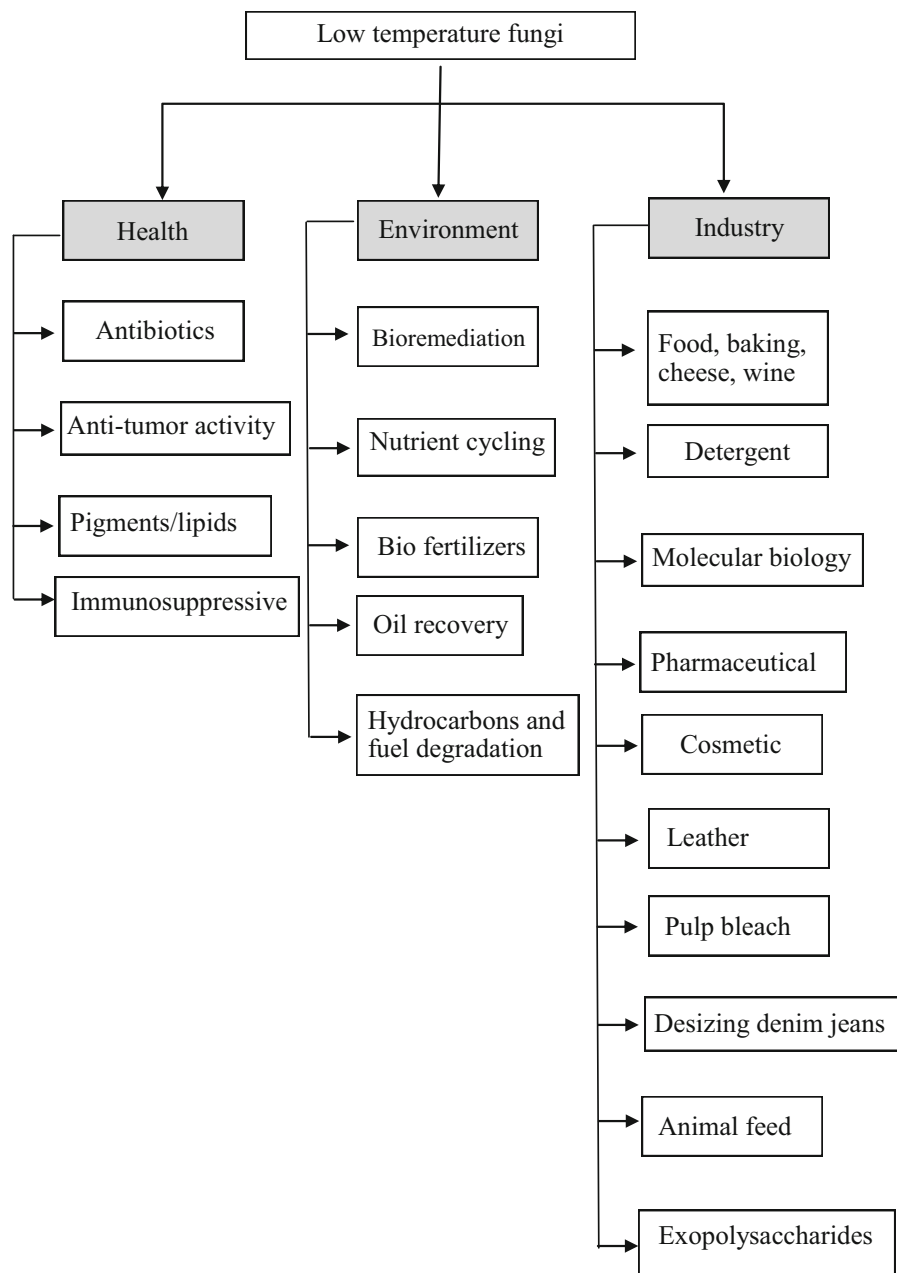 Low temperature fungi
Health
Environment
Industry
Antibiotics
Anti-tumor activity
Pigments/lipids
Immunosuppressive
Bioremediation
Nutrient cycling
Bio fertilizers
Oil recovery
Hydrocarbons and
fuel degradation
Food, baking,
cheese, wine
Detergent
Molecular biology
Pharmaceutical
Cosmetic
Leather
Pulp bleach
Desizing denim jeans
Animal feed
Exopolysaccharides